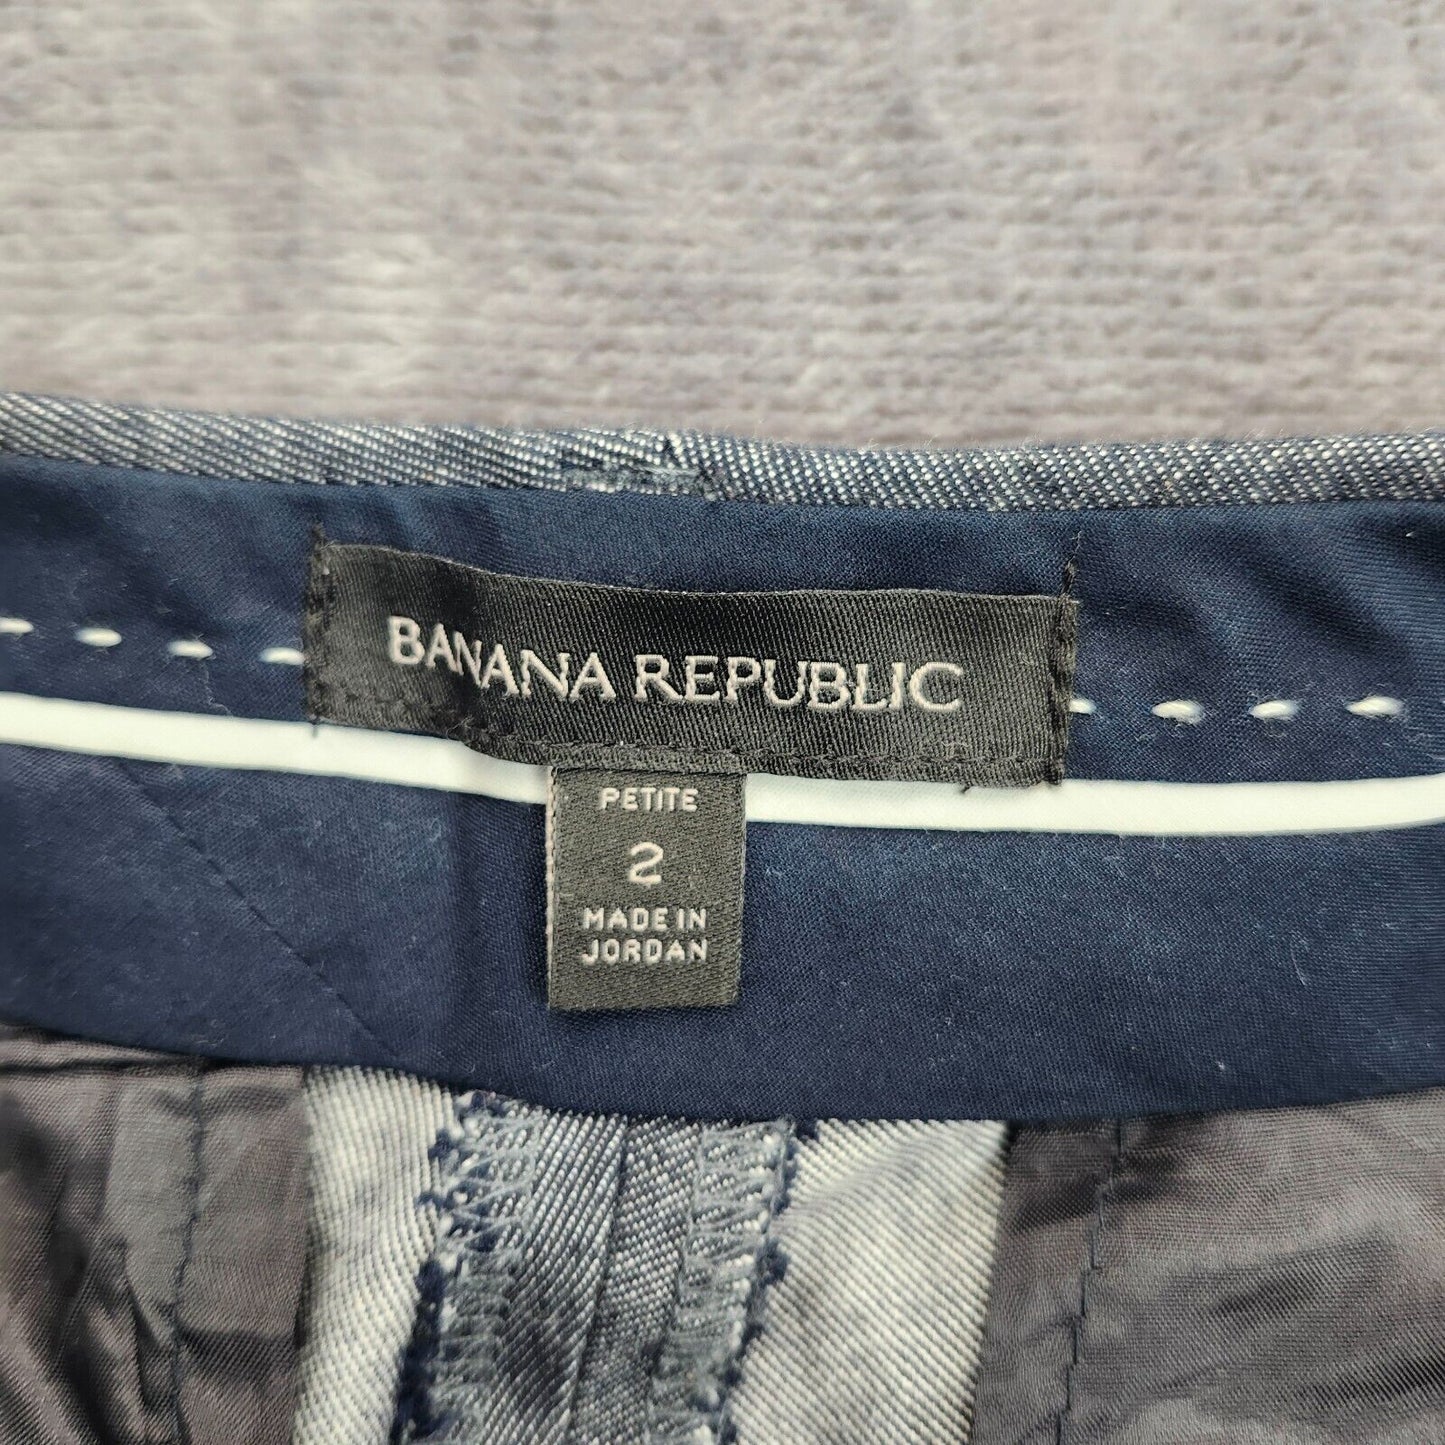 BANANA REPUBLIC
PETITE
2
MADE IN
JORDAN